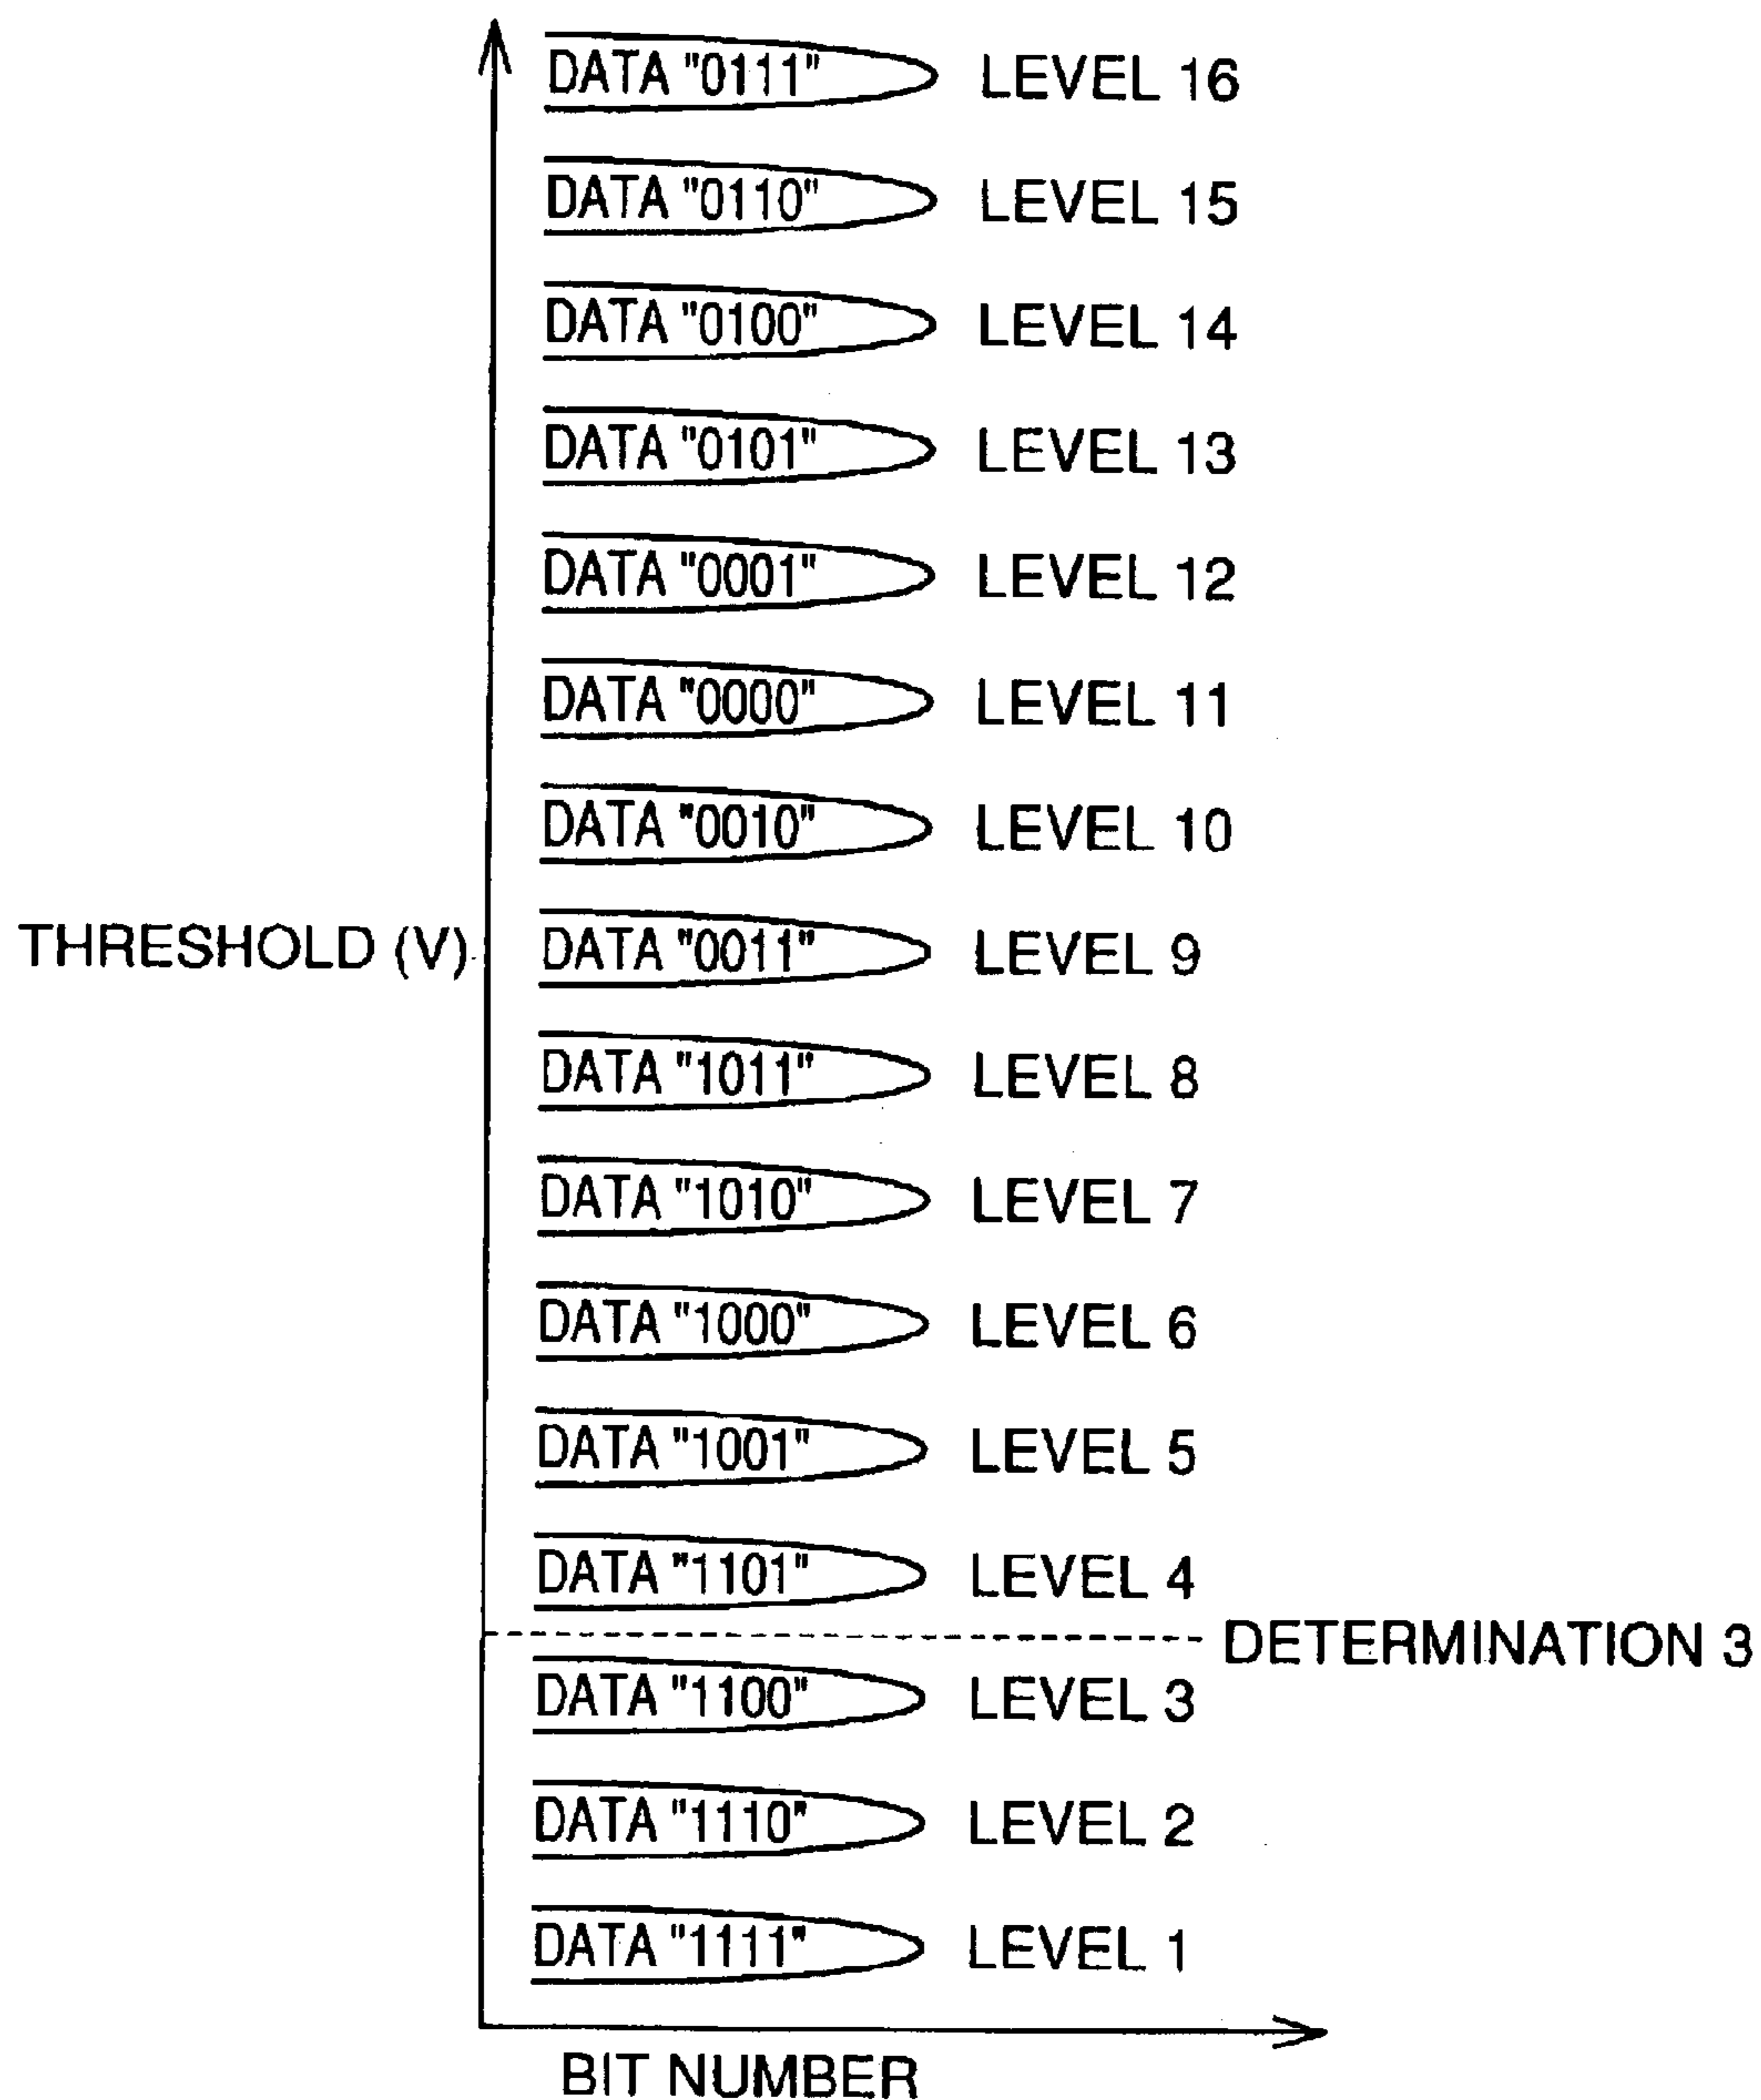 DATA "0111" LEVEL 16
DATA "0110" LEVEL 15
DATA "0100" LEVEL 14
DATA "0101" LEVEL 13
DATA "0001" LEVEL 12
DATA "0000" LEVEL 11
DATA "0010" LEVEL 10
THRESHOLD (V) DATA "0011" LEVEL 9
DATA "1011" LEVEL 8
DATA "1010" LEVEL 7
DATA "1000" LEVEL 6
DATA "1001" LEVEL 5
DATA "1101" LEVEL 4
DETERMINATION 3
DATA "1100" LEVEL 3
DATA "1110" LEVEL 2
DATA "1111" LEVEL 1
BIT NUMBER